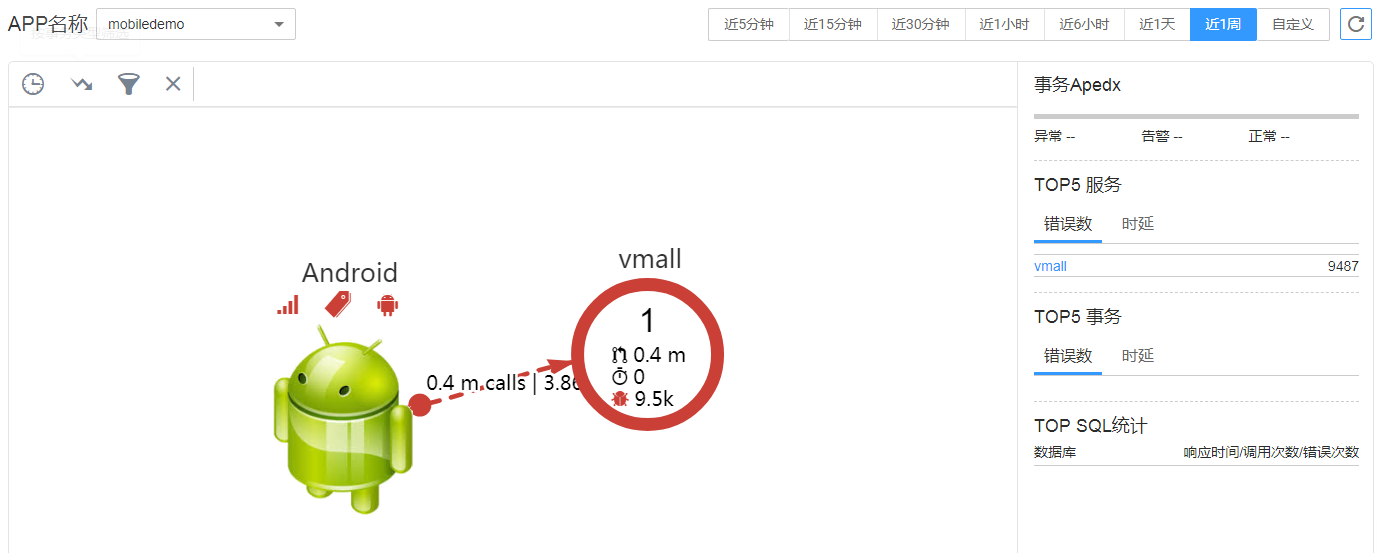 APP名称 mobiledemo 近5分钟 近15分钟 近30分钟 近1小时 近6小时 近1天 近1周 自定义
事务Apedx
异常 -- 告警 -- 正常 --
TOP5 服务
错误数 时延
vmall 9487
TOP5 事务
错误数 时延
TOP SQL统计
数据库 响应时间/调用次数/错误次数
Android
0.4 m calls | 3.86
vmall
1
0.4 m
0
9.5k